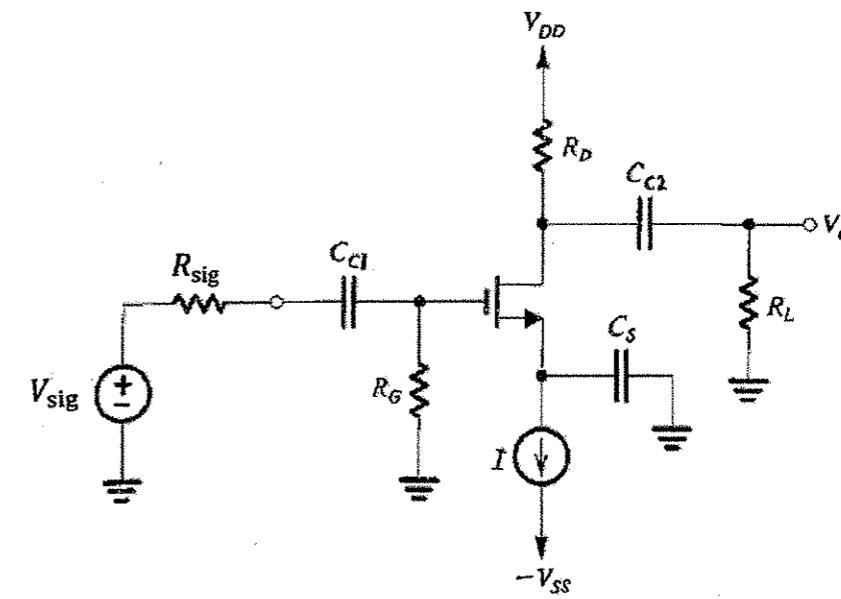 V_DD
R_D
C_C2
V
C_C1
R_sig
R_L
C_S
V_sig
+
−
R_G
I
−V_SS